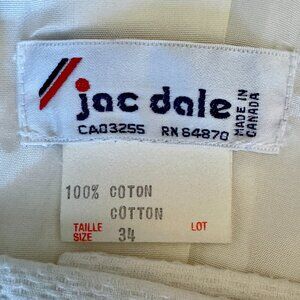 jac dale
CA03255 RN 64870
MADE IN
CANADA
100% COTON
COTTON
TAILLE
SIZE 34 LOT